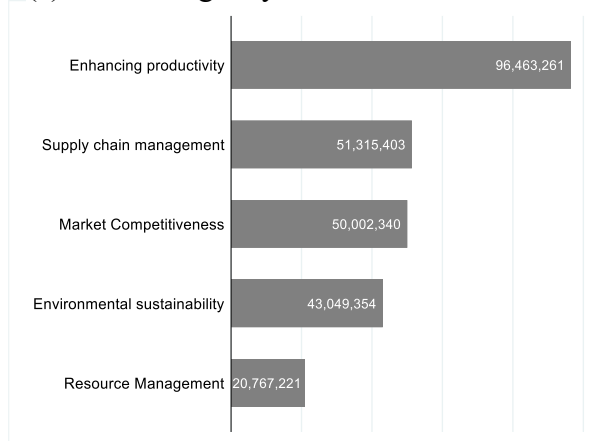 Enhancing productivity 96,463,261
Supply chain management 51,315,403
Market Competitiveness 50,002,340
Environmental sustainability 43,049,354
Resource Management 20,767,221